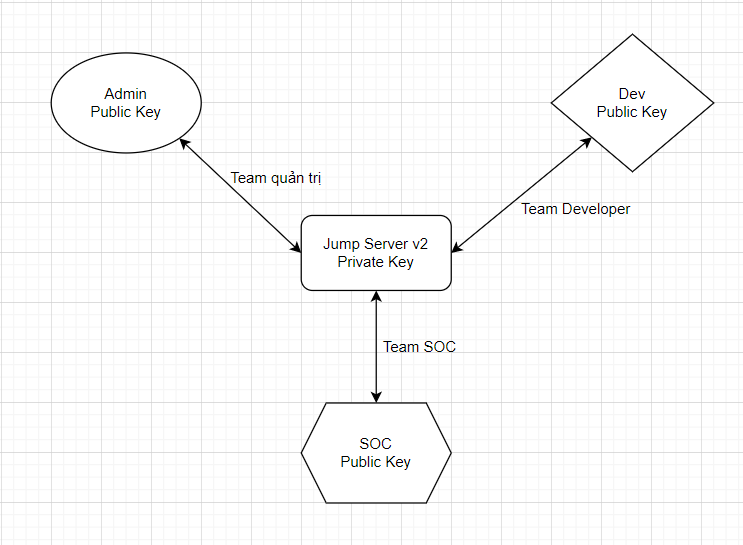 Admin
Public Key
Dev
Public Key
Team quản trị
Team Developer
Jump Server v2
Private Key
Team SOC
SOC
Public Key